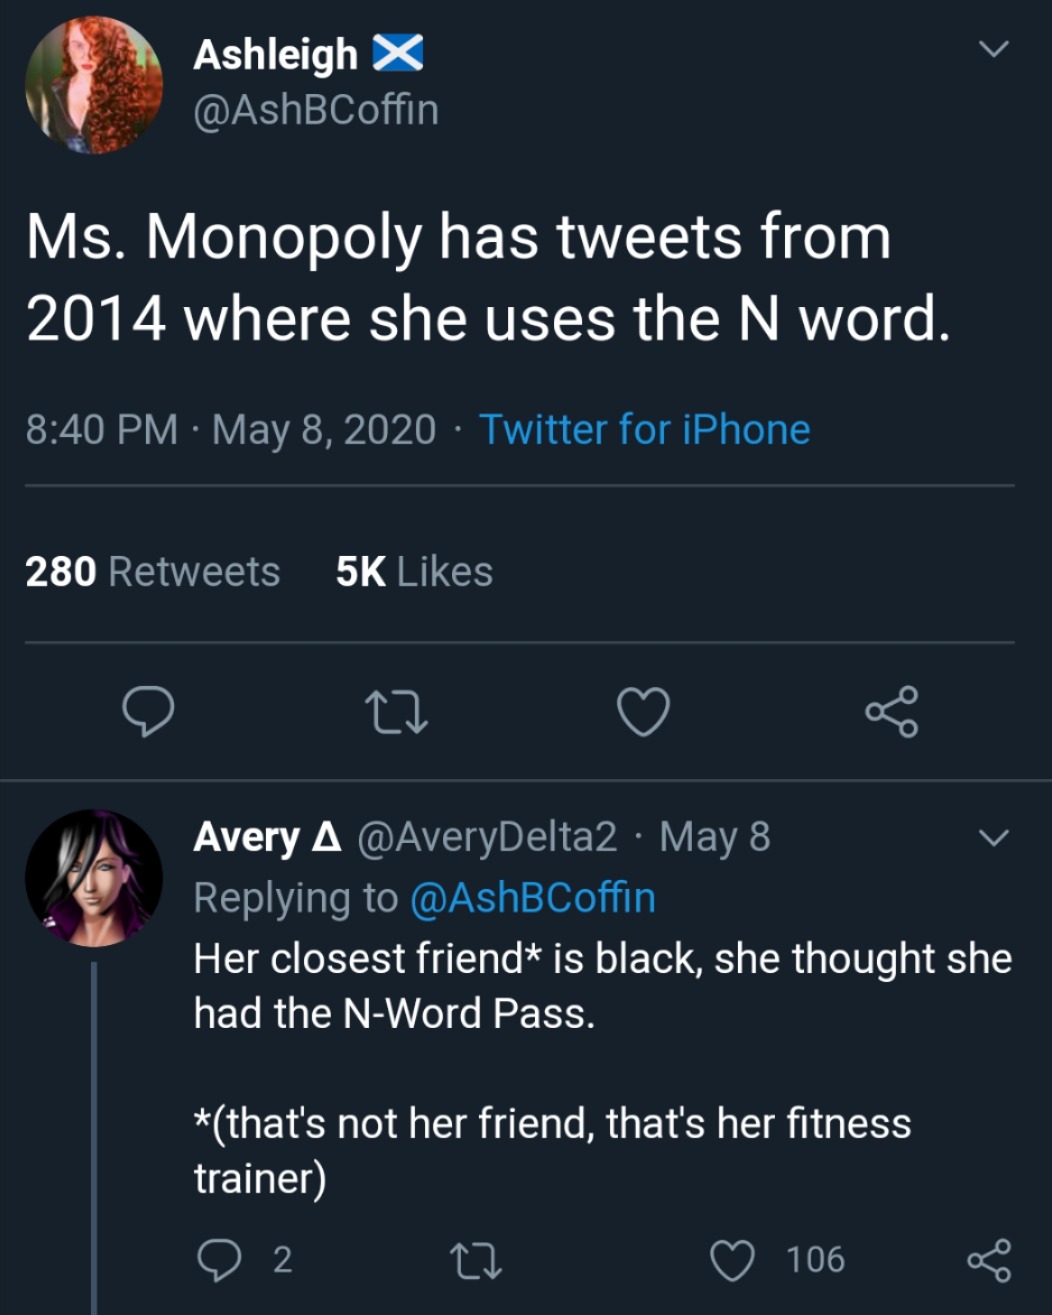 Ashleigh 🏴󠁧󠁢󠁳󠁣󠁴󠁿
@AshBCoffin
Ms. Monopoly has tweets from
2014 where she uses the N word.
8:40 PM · May 8, 2020 · Twitter for iPhone
280 Retweets 5K Likes
Avery Δ @AveryDelta2 · May 8
Replying to @AshBCoffin
Her closest friend* is black, she thought she
had the N-Word Pass.
*(that's not her friend, that's her fitness
trainer)
2 106